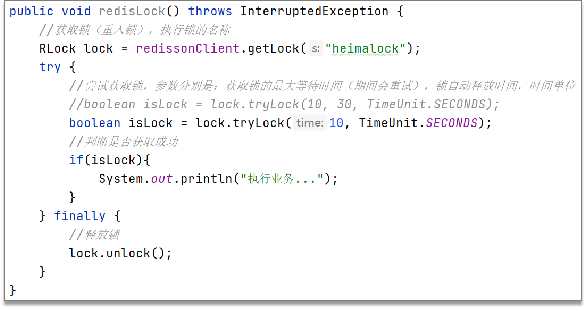 public void redisLock() throws InterruptedException {
//获取锁（重入锁），执行锁的名称
RLock lock = redissonClient.getLock( s: "heimalock");
try {
//尝试获取锁，参数分别是：获取锁的最大等待时间（期间会重试），锁自动释放时间，时间单位
//boolean isLock = lock.tryLock(10, 30, TimeUnit.SECONDS);
boolean isLock = lock.tryLock( time: 10, TimeUnit.SECONDS);
//判断是否获取成功
if(isLock){
System.out.println("执行业务...");
}
} finally {
//释放锁
lock.unlock();
}
}